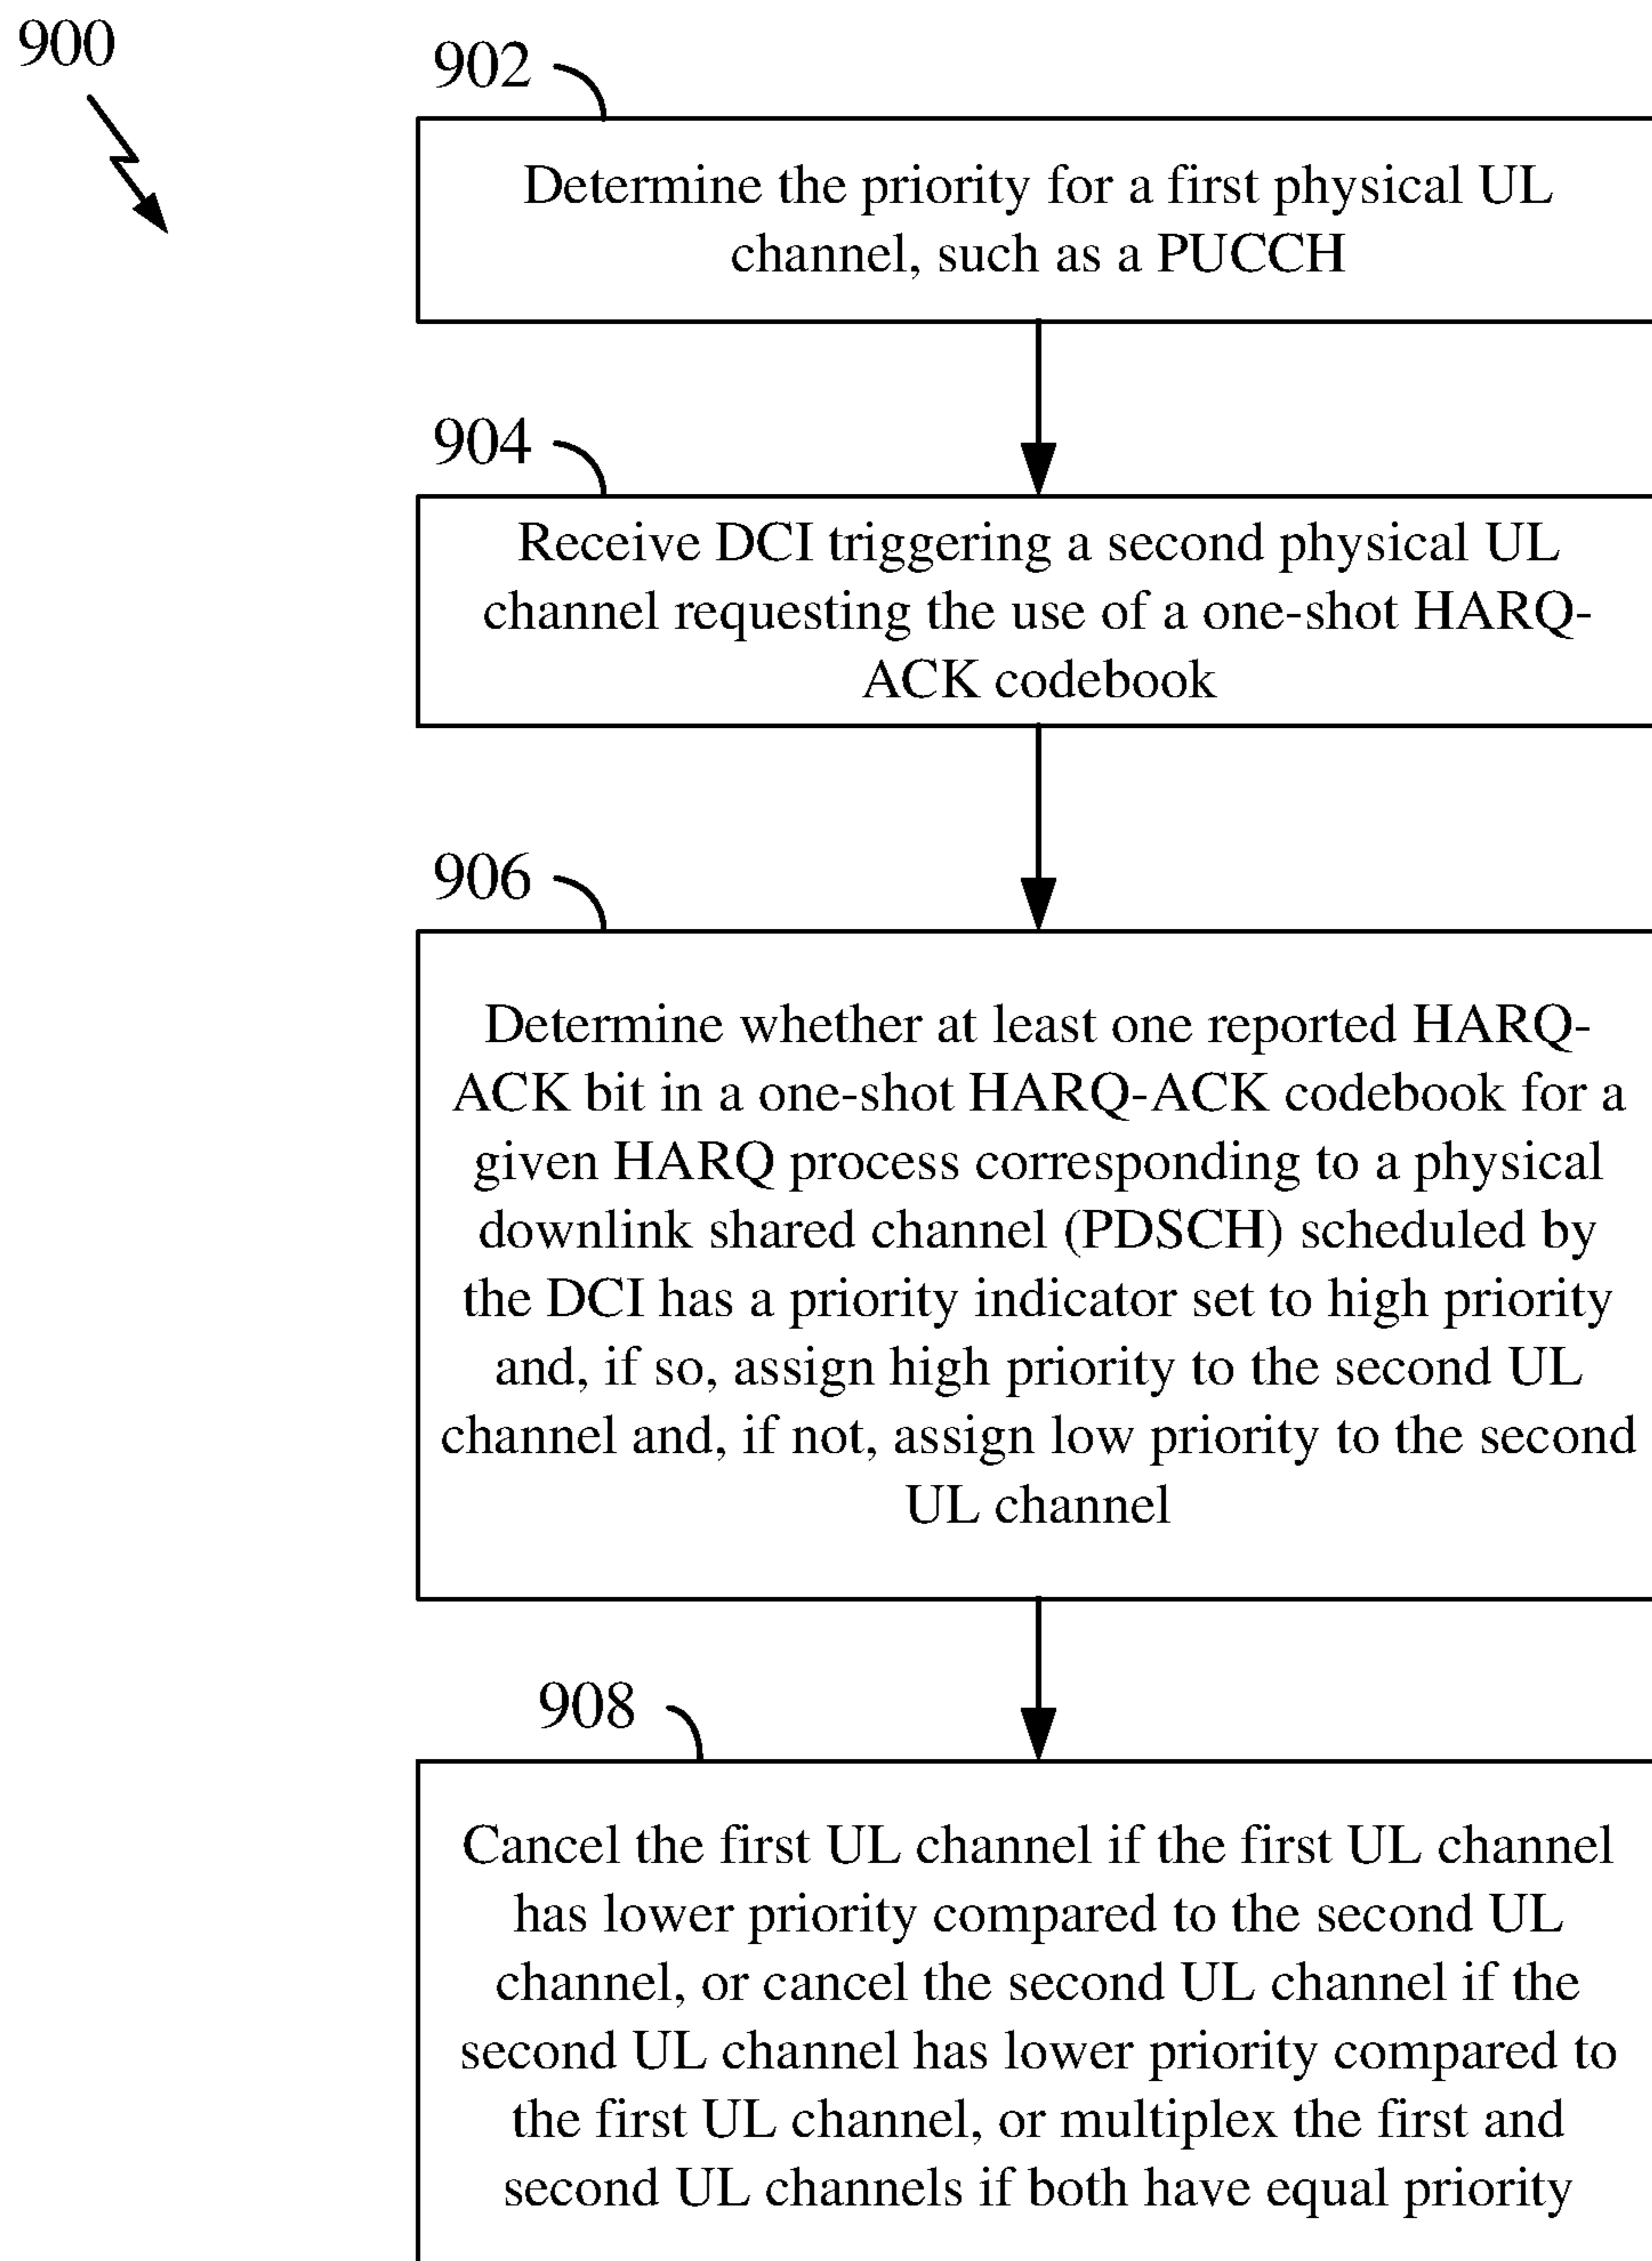 900
902
Determine the priority for a first physical UL
channel, such as a PUCCH
904
Receive DCI triggering a second physical UL
channel requesting the use of a one-shot HARQ-
ACK codebook
906
Determine whether at least one reported HARQ-
ACK bit in a one-shot HARQ-ACK codebook for a
given HARQ process corresponding to a physical
downlink shared channel (PDSCH) scheduled by
the DCI has a priority indicator set to high priority
and, if so, assign high priority to the second UL
channel and, if not, assign low priority to the second
UL channel
908
Cancel the first UL channel if the first UL channel
has lower priority compared to the second UL
channel, or cancel the second UL channel if the
second UL channel has lower priority compared to
the first UL channel, or multiplex the first and
second UL channels if both have equal priority